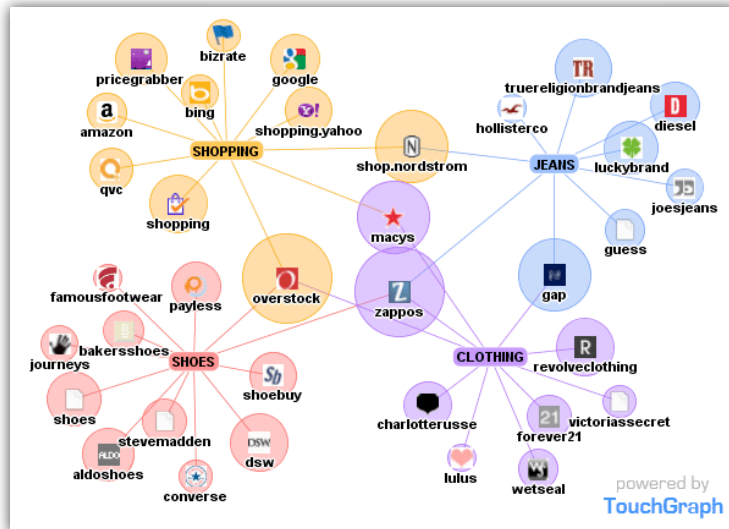 bizrate
pricegrabber
google
bing
TR
truereligionbrandjeans
a
amazon
Y!
shopping.yahoo
hollisterco
D
diesel
SHOPPING
N
shop.nordstrom
JEANS
luckybrand
qvc
joesjeans
shopping
macys
guess
famousfootwear
payless
overstock
Z
zappos
gap
journeys
bakersshoes
SHOES
CLOTHING
R
revolveclothing
Sb
shoebuy
shoes
charlotterusse
21
forever21
victoriassecret
stevemadden
ALDO
aldoshoes
DSW
dsw
lulus
wetseal
converse
powered by
TouchGraph